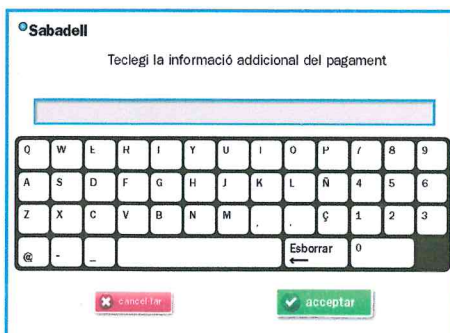 Sabadell
Teclegi la informació addicional del pagament
Q W E R T Y U I O P 7 8 9
A S D F G H J K L Ñ 4 5 6
Z X C V B N M , . Ç 1 2 3
@ - _ Esborrar 0
cancel·lar
acceptar